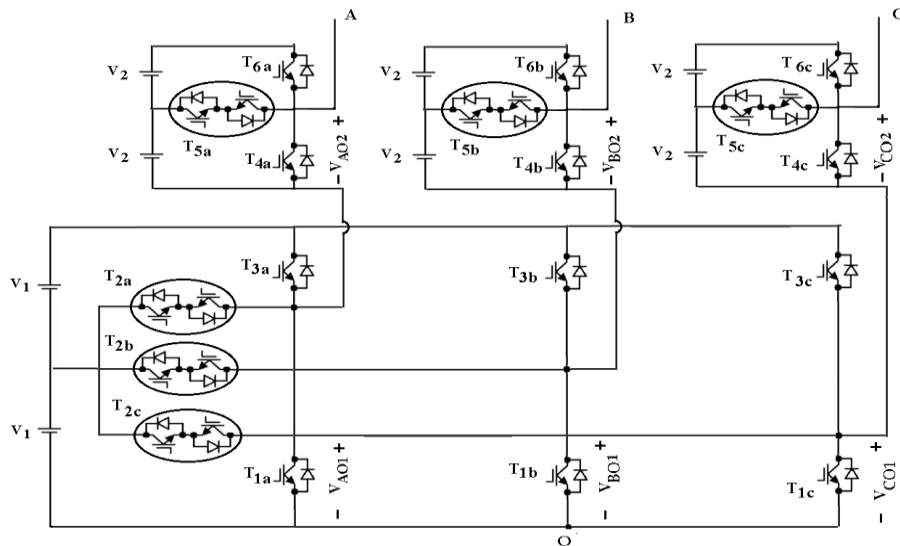 A B C
V2 T6a V2 T6b V2 T6c
T5a T5b T5c
V2 T4a + VAO2 - V2 T4b + VBO2 - V2 T4c + VCO2 -
T2a T3a T3b T3c
V1
T2b
T2c
V1
T1a + VAO1 - T1b + VBO1 - T1c + VCO1 -
O